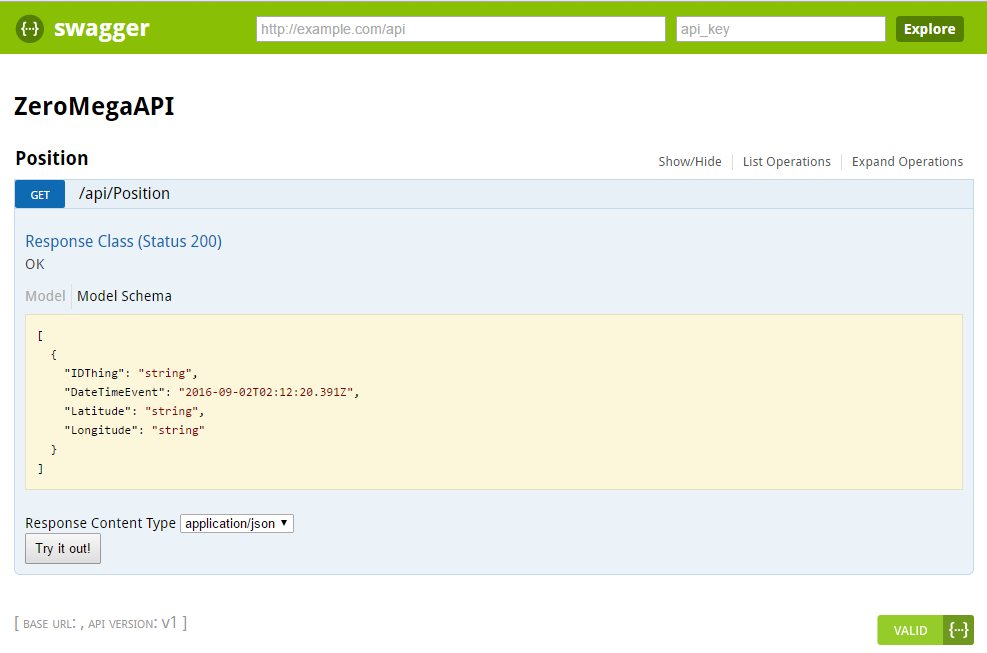 {···} swagger http://example.com/api api_key Explore
ZeroMegaAPI
Position Show/Hide List Operations Expand Operations
GET /api/Position
Response Class (Status 200)
OK
Model Model Schema
[
  {
    "IDThing": "string",
    "DateTimeEvent": "2016-09-02T02:12:20.391Z",
    "Latitude": "string",
    "Longitude": "string"
  }
]
Response Content Type application/json ▼
Try it out!
[ BASE URL: , API VERSION: V1 ]
VALID {···}